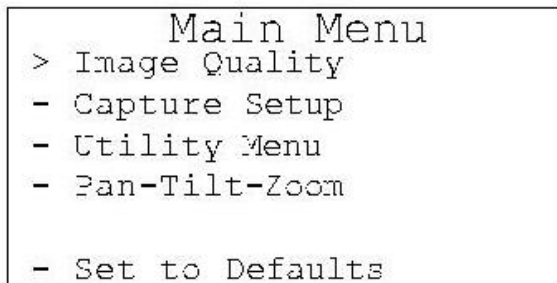 Main Menu
> Image Quality
- Capture Setup
- Utility Menu
- Pan-Tilt-Zoom
- Set to Defaults